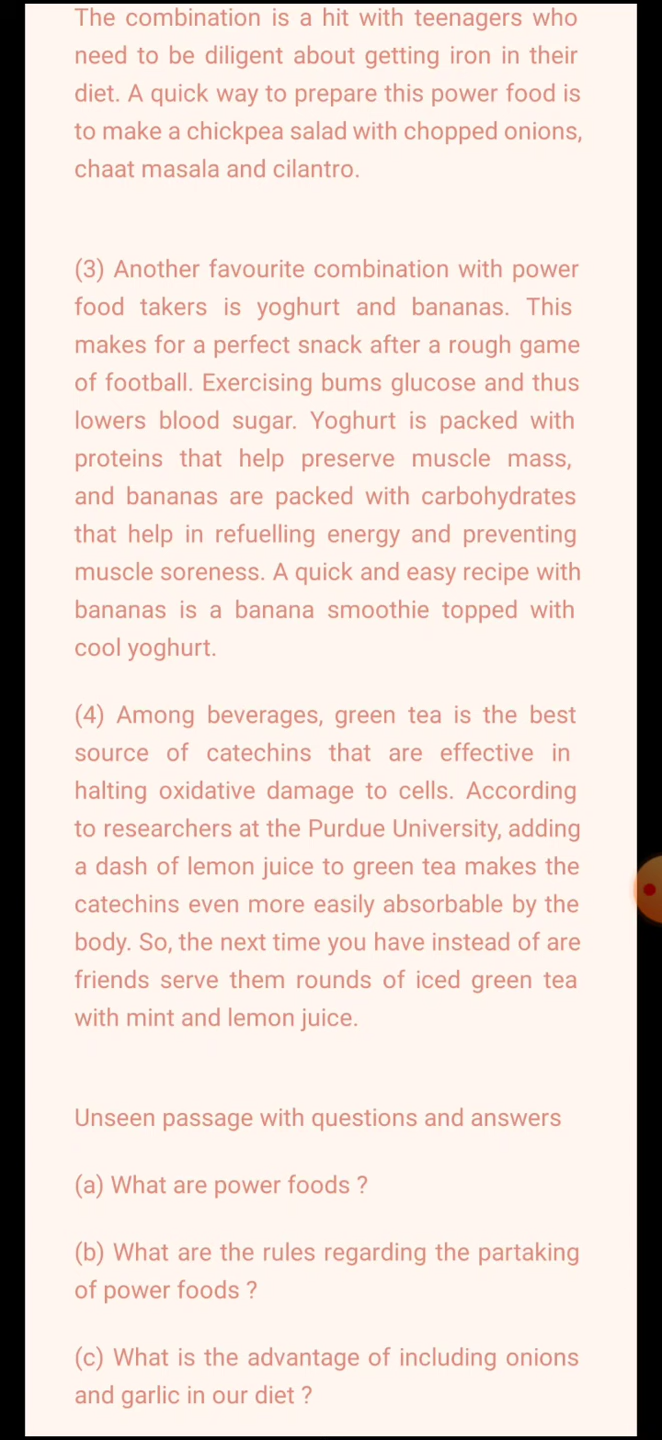 The combination is a hit with teenagers who
need to be diligent about getting iron in their
diet. A quick way to prepare this power food is
to make a chickpea salad with chopped onions,
chaat masala and cilantro.
(3) Another favourite combination with power
food takers is yoghurt and bananas. This
makes for a perfect snack after a rough game
of football. Exercising bums glucose and thus
lowers blood sugar. Yoghurt is packed with
proteins that help preserve muscle mass,
and bananas are packed with carbohydrates
that help in refuelling energy and preventing
muscle soreness. A quick and easy recipe with
bananas is a banana smoothie topped with
cool yoghurt.
(4) Among beverages, green tea is the best
source of catechins that are effective in
halting oxidative damage to cells. According
to researchers at the Purdue University, adding
a dash of lemon juice to green tea makes the
catechins even more easily absorbable by the
body. So, the next time you have instead of are
friends serve them rounds of iced green tea
with mint and lemon juice.
Unseen passage with questions and answers
(a) What are power foods ?
(b) What are the rules regarding the partaking
of power foods ?
(c) What is the advantage of including onions
and garlic in our diet ?